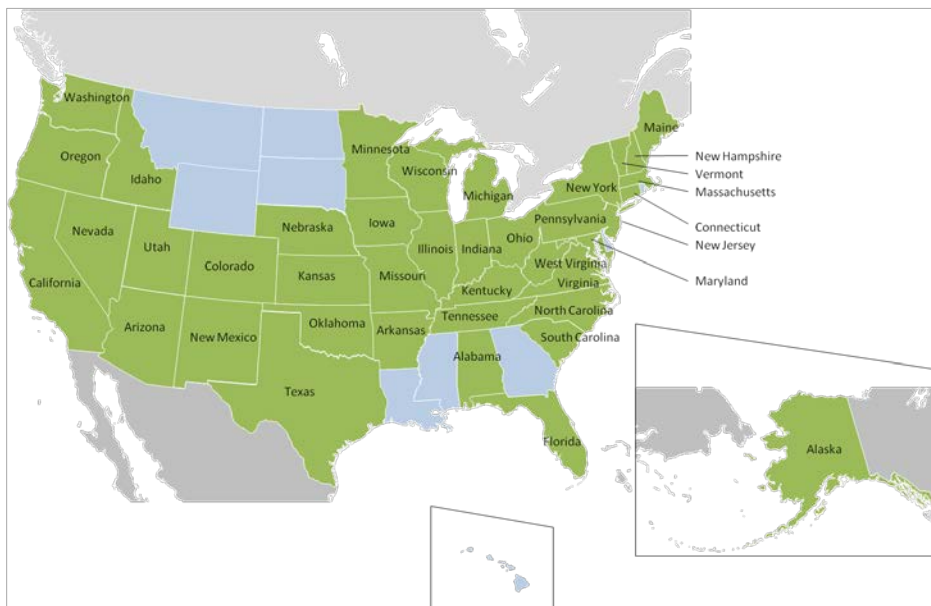 Washington
Oregon
Idaho
Nevada
Utah
California
Colorado
Arizona
New Mexico
Nebraska
Kansas
Oklahoma
Texas
Minnesota
Iowa
Missouri
Arkansas
Wisconsin
Illinois
Michigan
Indiana
Ohio
Kentucky
Tennessee
Alabama
Florida
Maine
New York
Pennsylvania
West Virginia
Virginia
North Carolina
South Carolina
New Hampshire
Vermont
Massachusetts
Connecticut
New Jersey
Maryland
Alaska